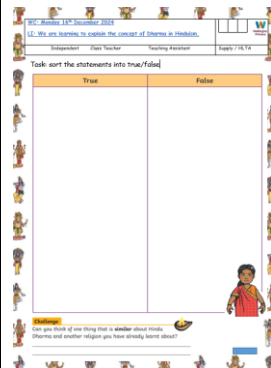 WC: Monday 16th December 2024
LI: We are learning to explain the concept of Dharma in Hinduism.
Independent Class Teacher Teaching Assistant Supply / HLTA
Task: sort the statements into true/false
True False
Challenge
Can you think of one thing that is similar about Hindu
Dharma and another religion you have already learnt about?